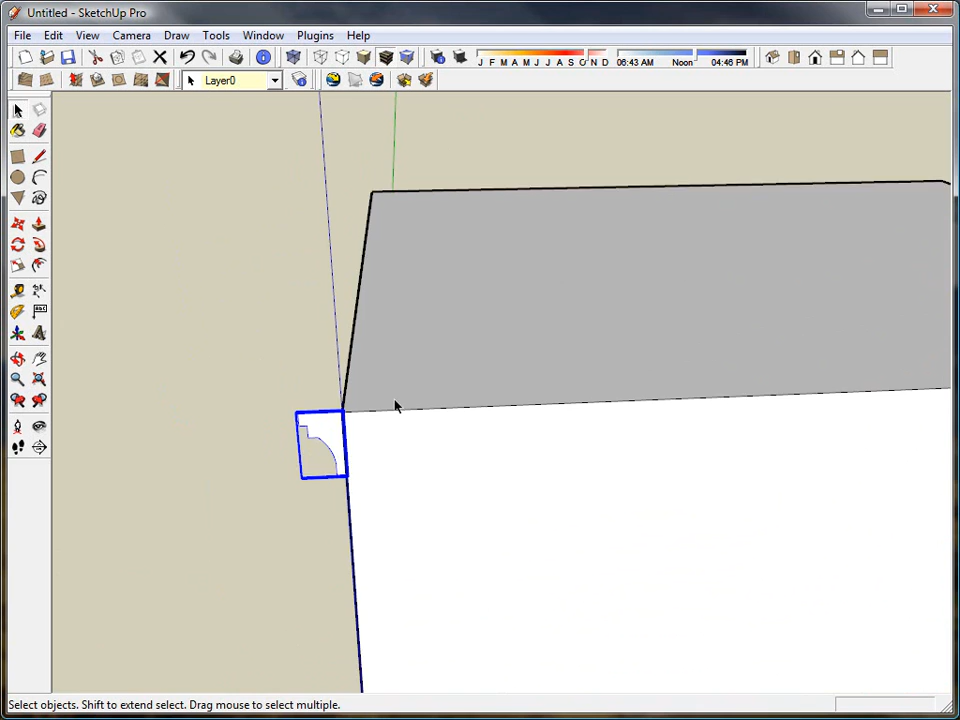 Untitled - SketchUp Pro
File Edit View Camera Draw Tools Window Plugins Help
J F M A M J J A S O N D 06:43 AM Noon 04:46 PM
Layer0
Select objects. Shift to extend select. Drag mouse to select multiple.